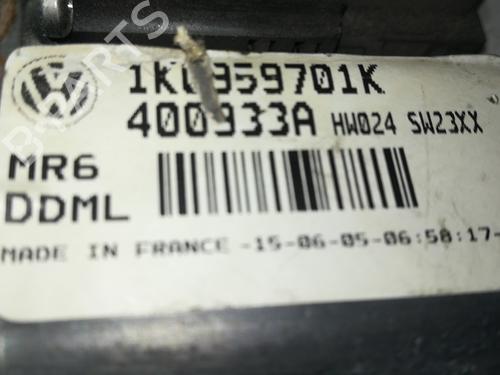 1K0959701K
400933A HW024 SW23XX
MR6
DDML
MADE IN FRANCE -15-06-05-06:58:17-